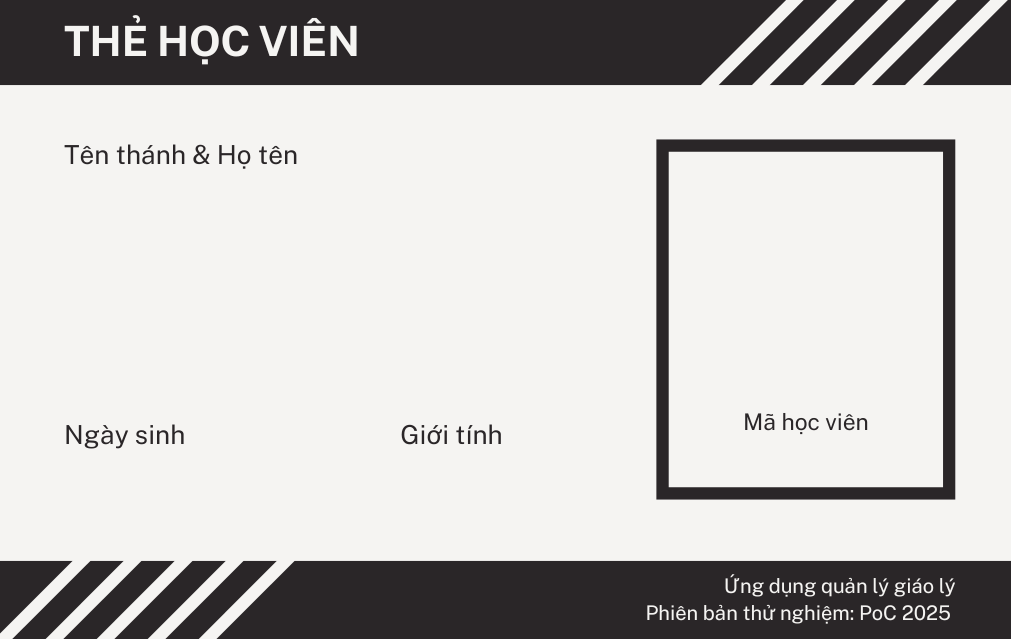 THẺ HỌC VIÊN
Tên thánh & Họ tên
Ngày sinh
Giới tính
Mã học viên
Ứng dụng quản lý giáo lý
Phiên bản thử nghiệm: PoC 2025